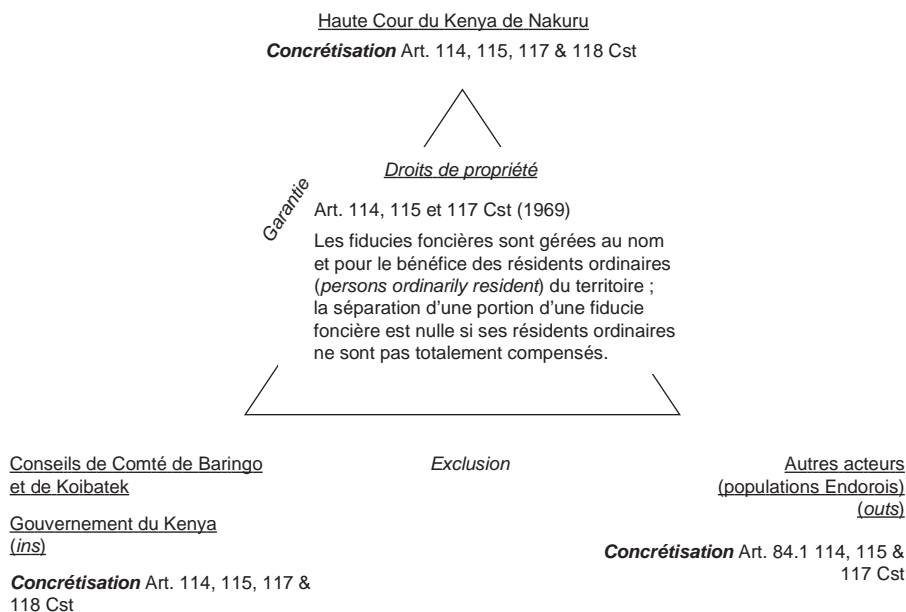 Haute Cour du Kenya de Nakuru
Concrétisation Art. 114, 115, 117 & 118 Cst
Garantie
Droits de propriété
Art. 114, 115 et 117 Cst (1969)
Les fiducies foncières sont gérées au nom
et pour le bénéfice des résidents ordinaires
(persons ordinarily resident) du territoire ;
la séparation d’une portion d’une fiducie
foncière est nulle si ses résidents ordinaires
ne sont pas totalement compensés.
Conseils de Comté de Baringo
et de Koibatek
Gouvernement du Kenya
(ins)
Concrétisation Art. 114, 115, 117 &
118 Cst
Exclusion
Autres acteurs
(populations Endorois)
(outs)
Concrétisation Art. 84.1 114, 115 &
117 Cst